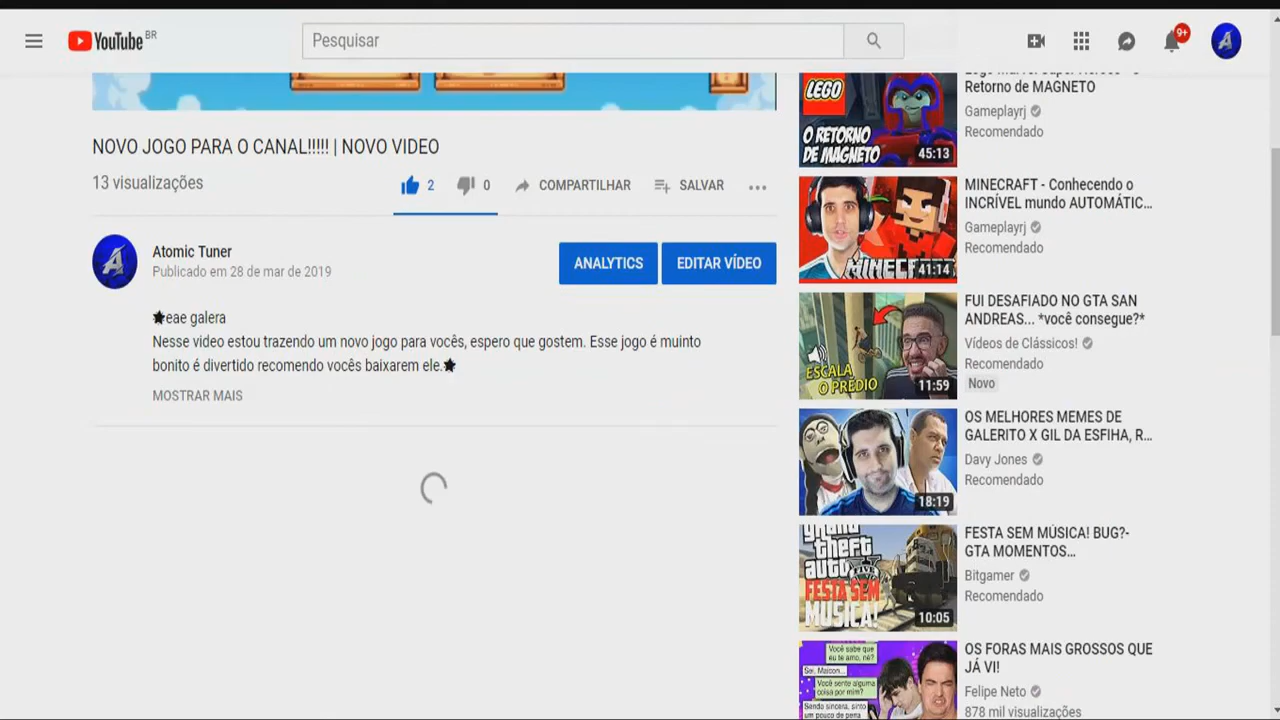 YouTube BR
Pesquisar
9+
NOVO JOGO PARA O CANAL!!!!! | NOVO VIDEO
13 visualizações
2
0
COMPARTILHAR
SALVAR
Atomic Tuner
Publicado em 28 de mar de 2019
ANALYTICS
EDITAR VÍDEO
eae galera
Nesse video estou trazendo um novo jogo para vocês, espero que gostem. Esse jogo é muinto
bonito é divertido recomendo vocês baixarem ele.
MOSTRAR MAIS
LEGO
O RETORNO
DE MAGNETO
45:13
Retorno de MAGNETO
Gameplayrj
Recomendado
MINECR
41:14
MINECRAFT - Conhecendo o
INCRÍVEL mundo AUTOMÁTIC...
Gameplayrj
Recomendado
ESCALA
O PRÉDIO
11:59
FUI DESAFIADO NO GTA SAN
ANDREAS... *você consegue?*
Vídeos de Clássicos!
Recomendado
Novo
18:19
OS MELHORES MEMES DE
GALERITO X GIL DA ESFIHA, R...
Davy Jones
Recomendado
grand
theft
auto
FIVE
FESTA SEM
MUSICA!
10:05
FESTA SEM MÚSICA! BUG?-
GTA MOMENTOS...
Bitgamer
Recomendado
Você sabe que
eu te amo, né?
Sei, Maicon...
Você sente alguma
coisa por mim?
Sendo sincera, sinto
um pouco de pena
OS FORAS MAIS GROSSOS QUE
JÁ VI!
Felipe Neto
878 mil visualizações